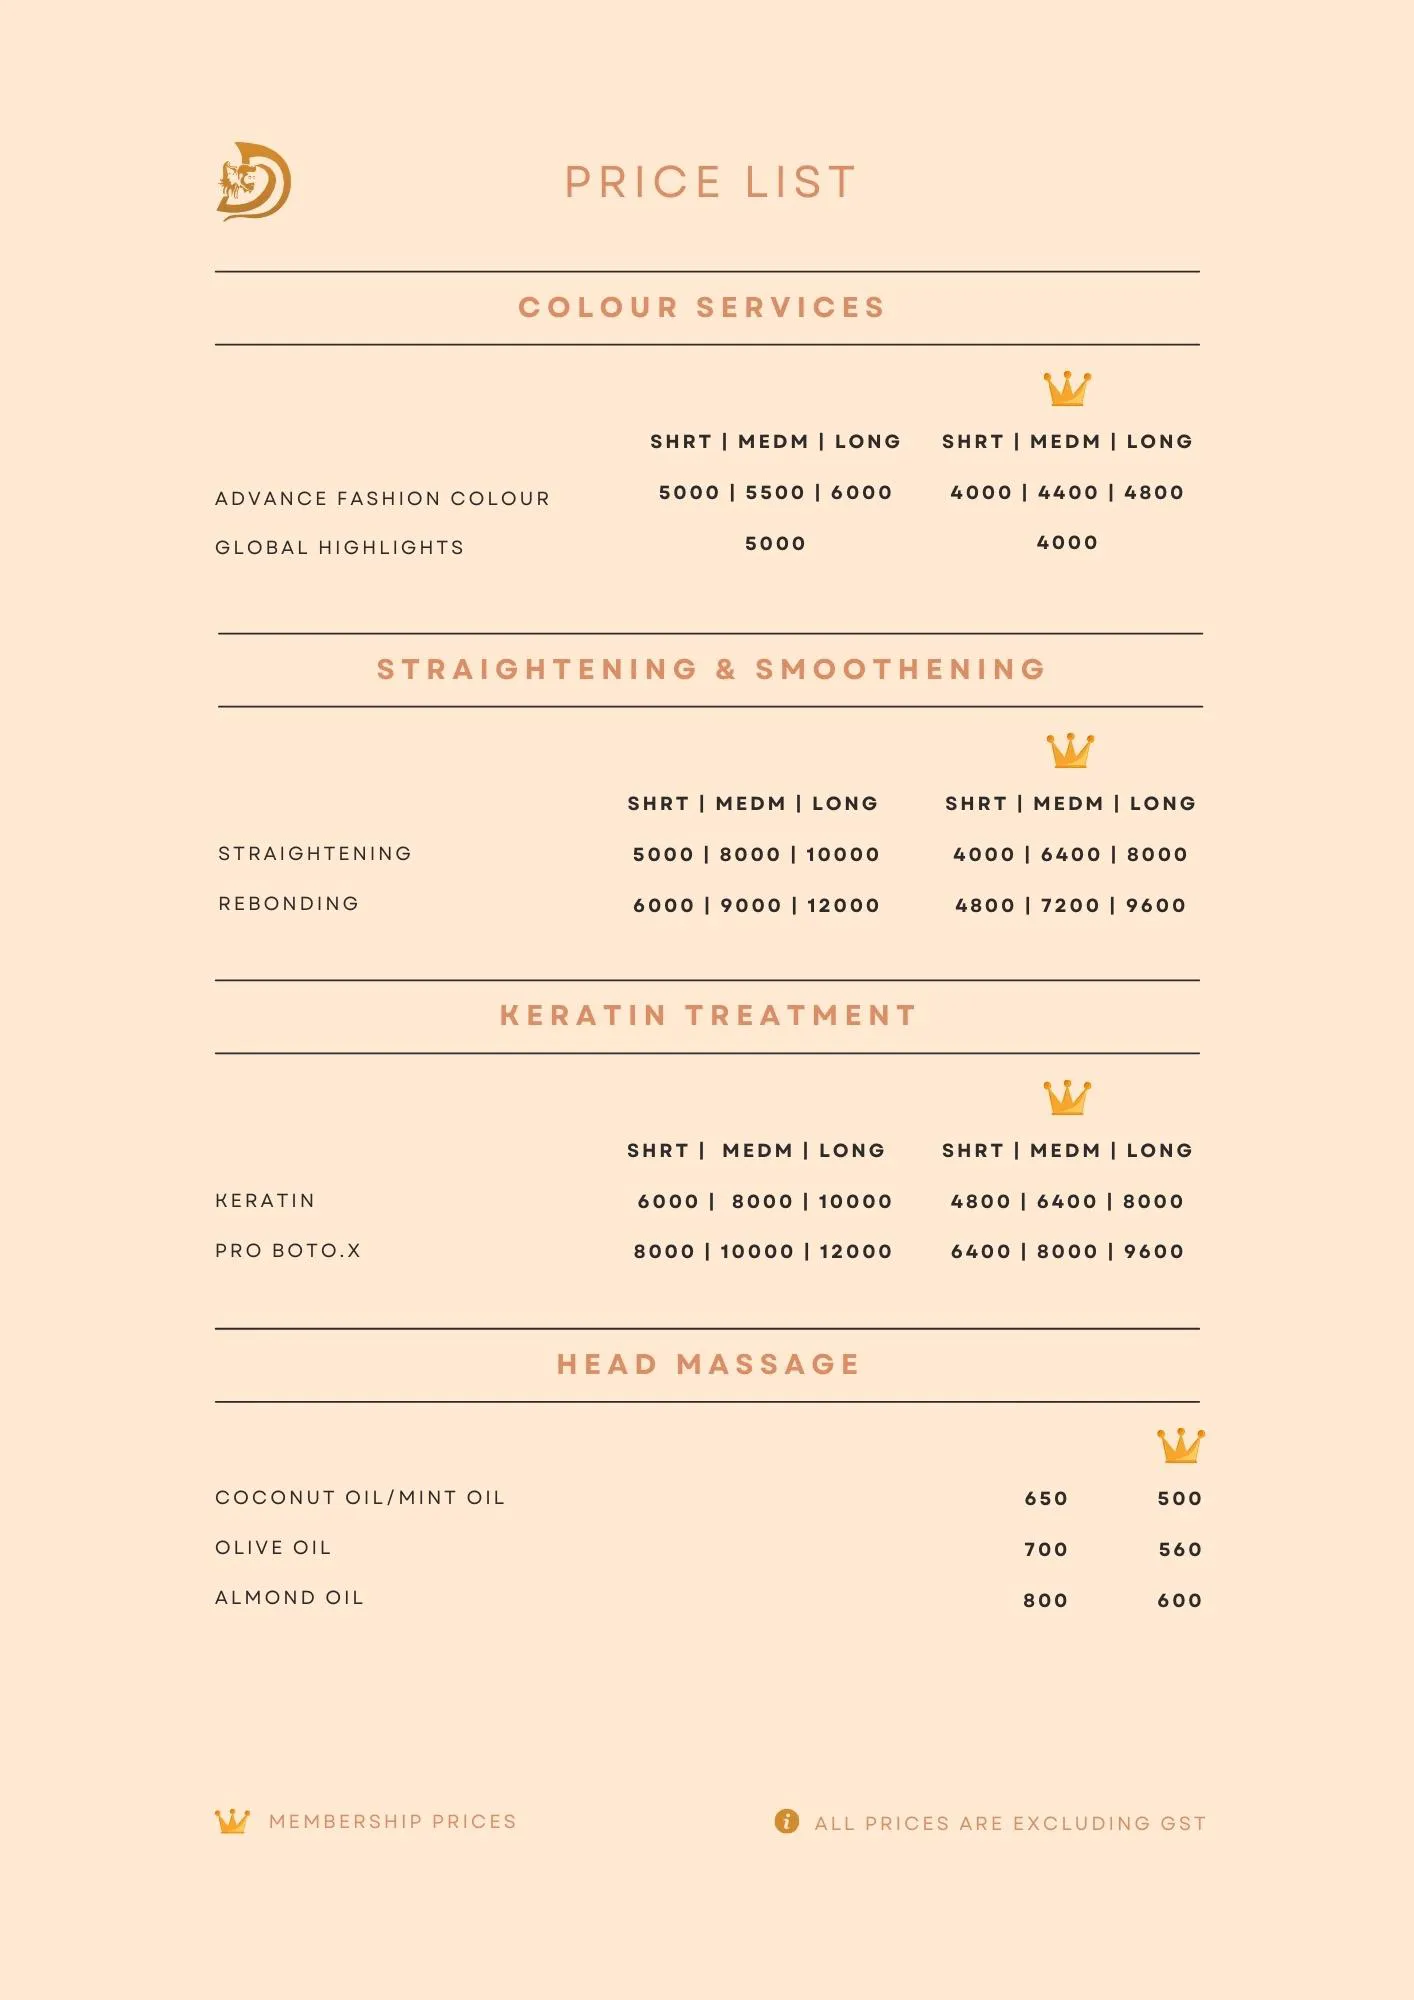 PRICE LIST
COLOUR SERVICES
SHRT | MEDM | LONG SHRT | MEDM | LONG
ADVANCE FASHION COLOUR 5000 | 5500 | 6000 4000 | 4400 | 4800
GLOBAL HIGHLIGHTS 5000 4000
STRAIGHTENING & SMOOTHENING
SHRT | MEDM | LONG SHRT | MEDM | LONG
STRAIGHTENING 5000 | 8000 | 10000 4000 | 6400 | 8000
REBONDING 6000 | 9000 | 12000 4800 | 7200 | 9600
KERATIN TREATMENT
SHRT | MEDM | LONG SHRT | MEDM | LONG
KERATIN 6000 | 8000 | 10000 4800 | 6400 | 8000
PRO BOTO.X 8000 | 10000 | 12000 6400 | 8000 | 9600
HEAD MASSAGE
COCONUT OIL/MINT OIL 650 500
OLIVE OIL 700 560
ALMOND OIL 800 600
MEMBERSHIP PRICES i ALL PRICES ARE EXCLUDING GST